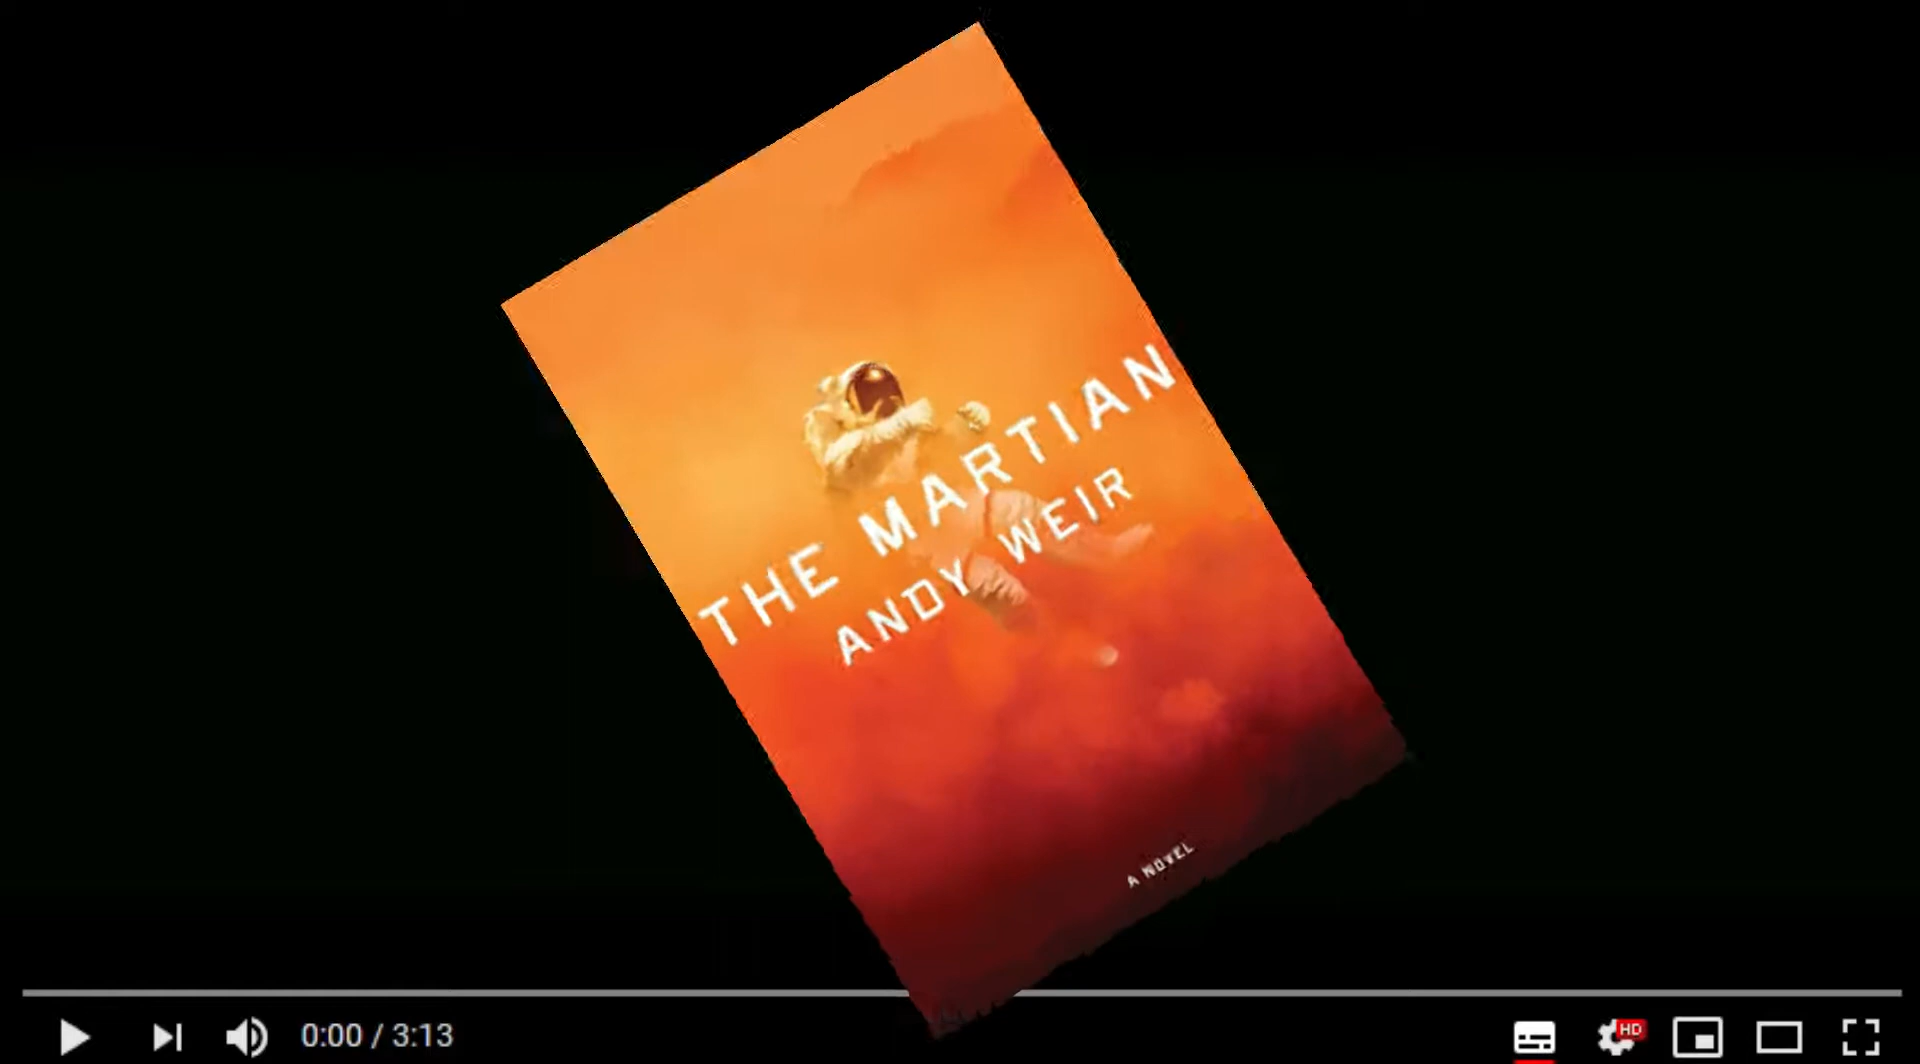 THE MARTIAN
ANDY WEIR
A NOVEL
0:00 / 3:13
HD